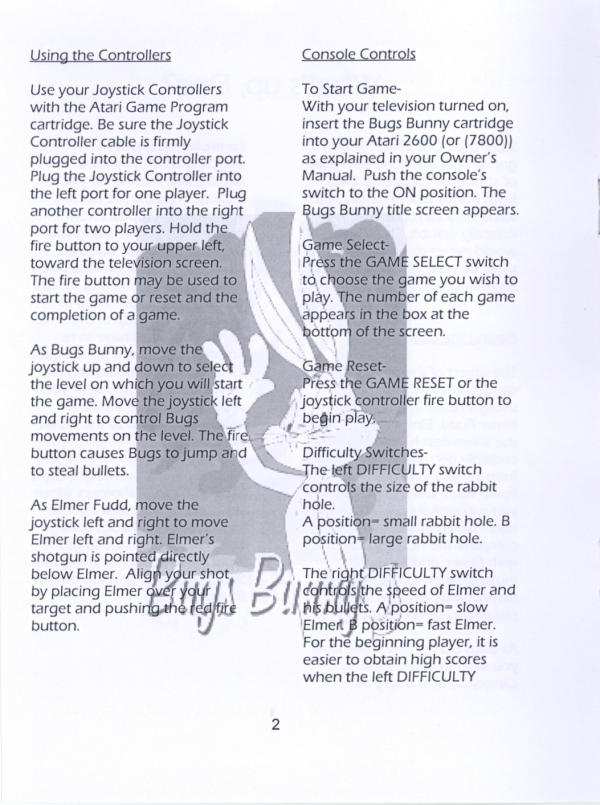 Using the Controllers
Use your Joystick Controllers
with the Atari Game Program
cartridge. Be sure the Joystick
Controller cable is firmly
plugged into the controller port.
Plug the Joystick Controller into
the left port for one player. Plug
another controller into the right
port for two players. Hold the
fire button to your upper left,
toward the television screen.
The fire button may be used to
start the game or reset and the
completion of a game.
As Bugs Bunny, move the
joystick up and down to select
the level on which you will start
the game. Move the joystick left
and right to control Bugs
movements on the level. The fire
button causes Bugs to jump and
to steal bullets.
As Elmer Fudd, move the
joystick left and right to move
Elmer left and right. Elmer's
shotgun is pointed directly
below Elmer. Align your shot
by placing Elmer over your
target and pushing the red fire
button.
Console Controls
To Start Game-
With your television turned on,
insert the Bugs Bunny cartridge
into your Atari 2600 (or (7800))
as explained in your Owner's
Manual. Push the console's
switch to the ON position. The
Bugs Bunny title screen appears.
Game Select-
Press the GAME SELECT switch
to choose the game you wish to
play. The number of each game
appears in the box at the
bottom of the screen.
Game Reset-
Press the GAME RESET or the
joystick controller fire button to
begin play.
Difficulty Switches-
The left DIFFICULTY switch
controls the size of the rabbit
hole.
A position= small rabbit hole. B
position= large rabbit hole.
The right DIFFICULTY switch
controls the speed of Elmer and
his bullets. A position= slow
Elmer. B position= fast Elmer.
For the beginning player, it is
easier to obtain high scores
when the left DIFFICULTY
Bugs Bunny
2